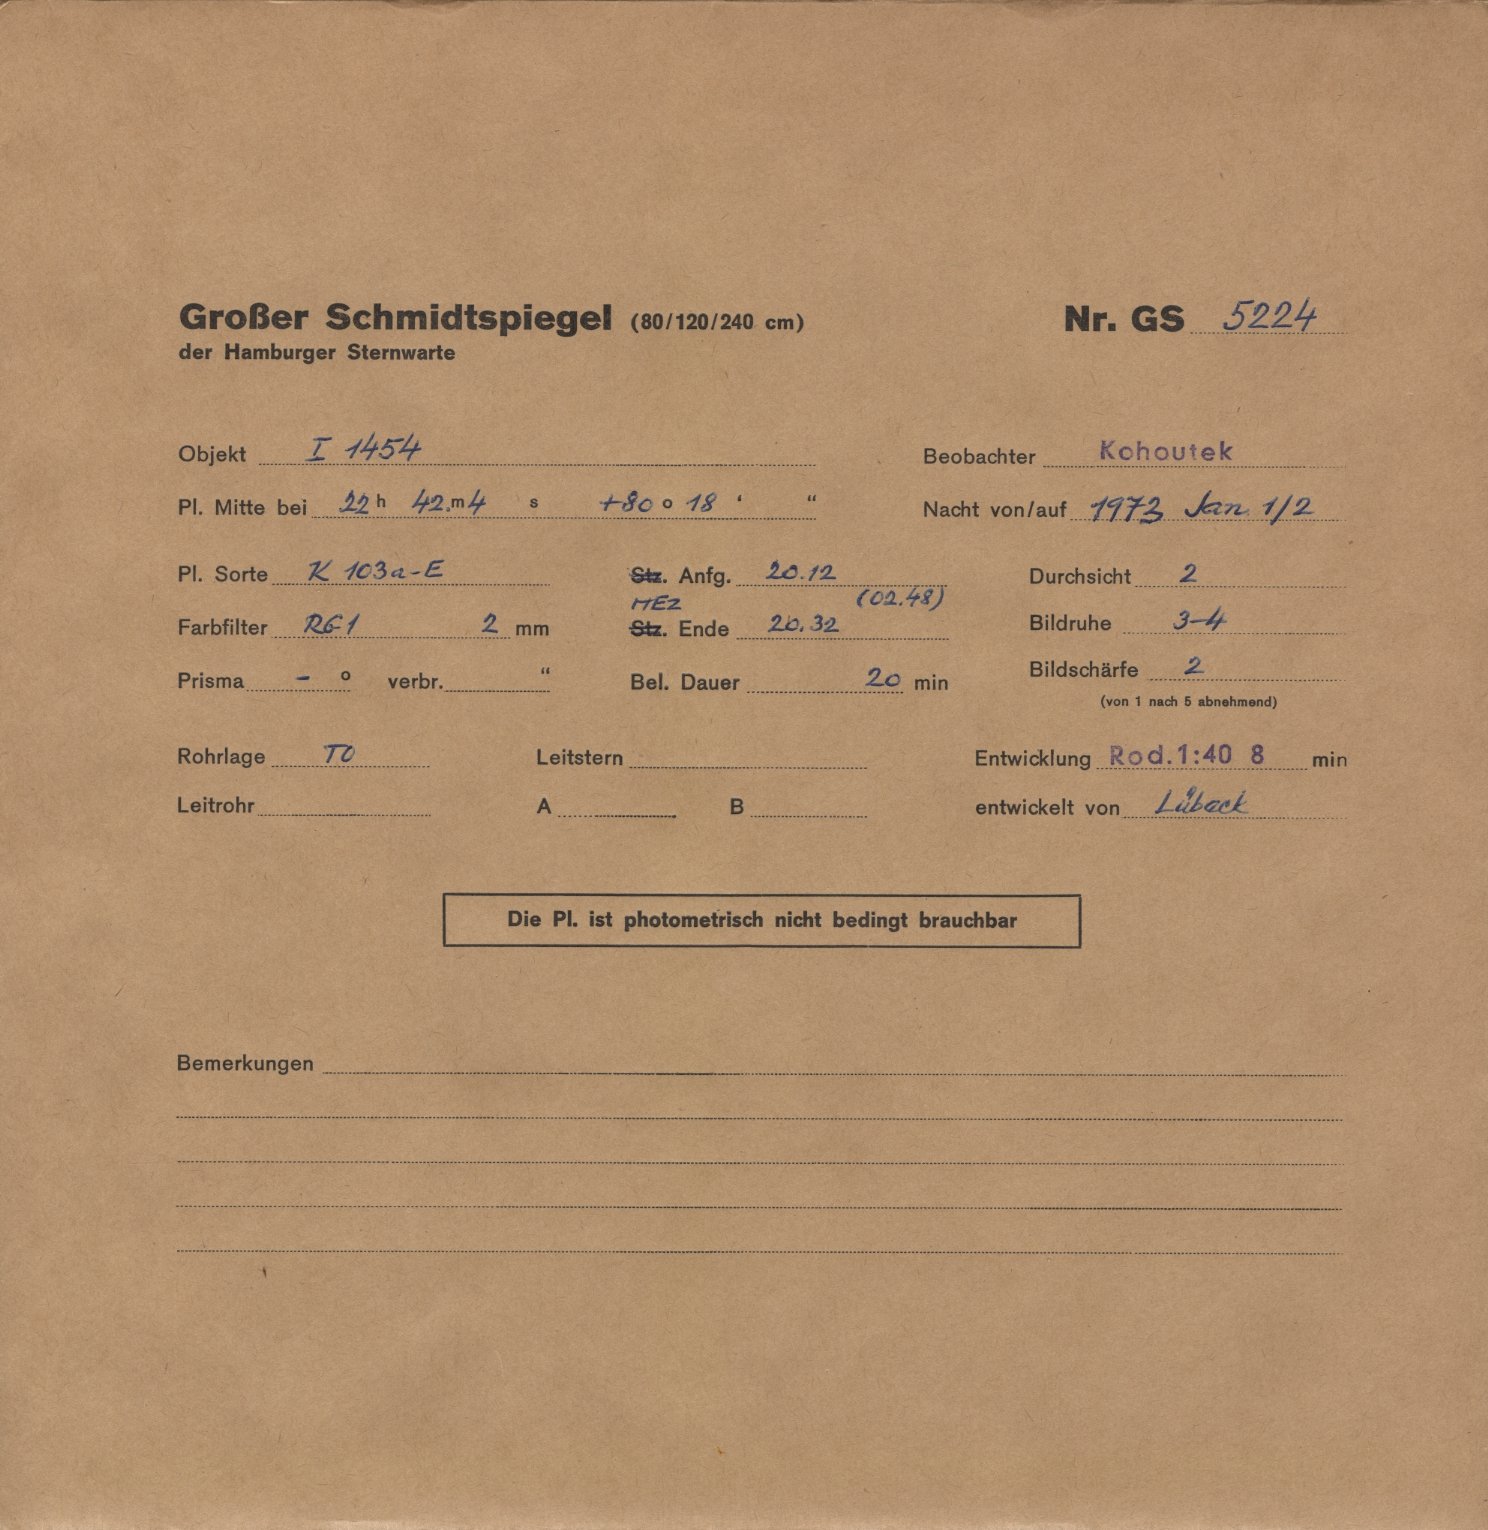 Großer Schmidtspiegel (80/120/240 cm) Nr. GS 5224
der Hamburger Sternwarte
Objekt I 1454 Beobachter Kohoutek
Pl. Mitte bei 22 h 42. m 4 s +80 o 18 ‘ “ Nacht von/auf 1973 Jan. 1/2
Pl. Sorte K 103a-E Stz. Anfg. 20.12 Durchsicht 2
MEZ (02.48)
Farbfilter RG1 2 mm Stz. Ende 20.32 Bildruhe 3-4
Prisma - o verbr. “ Bel. Dauer 20 min Bildschärfe 2
(von 1 nach 5 abnehmend)
Rohrlage TO Leitstern Entwicklung Rod.1:40 8 min
Leitrohr A B entwickelt von Lübeck
Die Pl. ist photometrisch nicht bedingt brauchbar
Bemerkungen